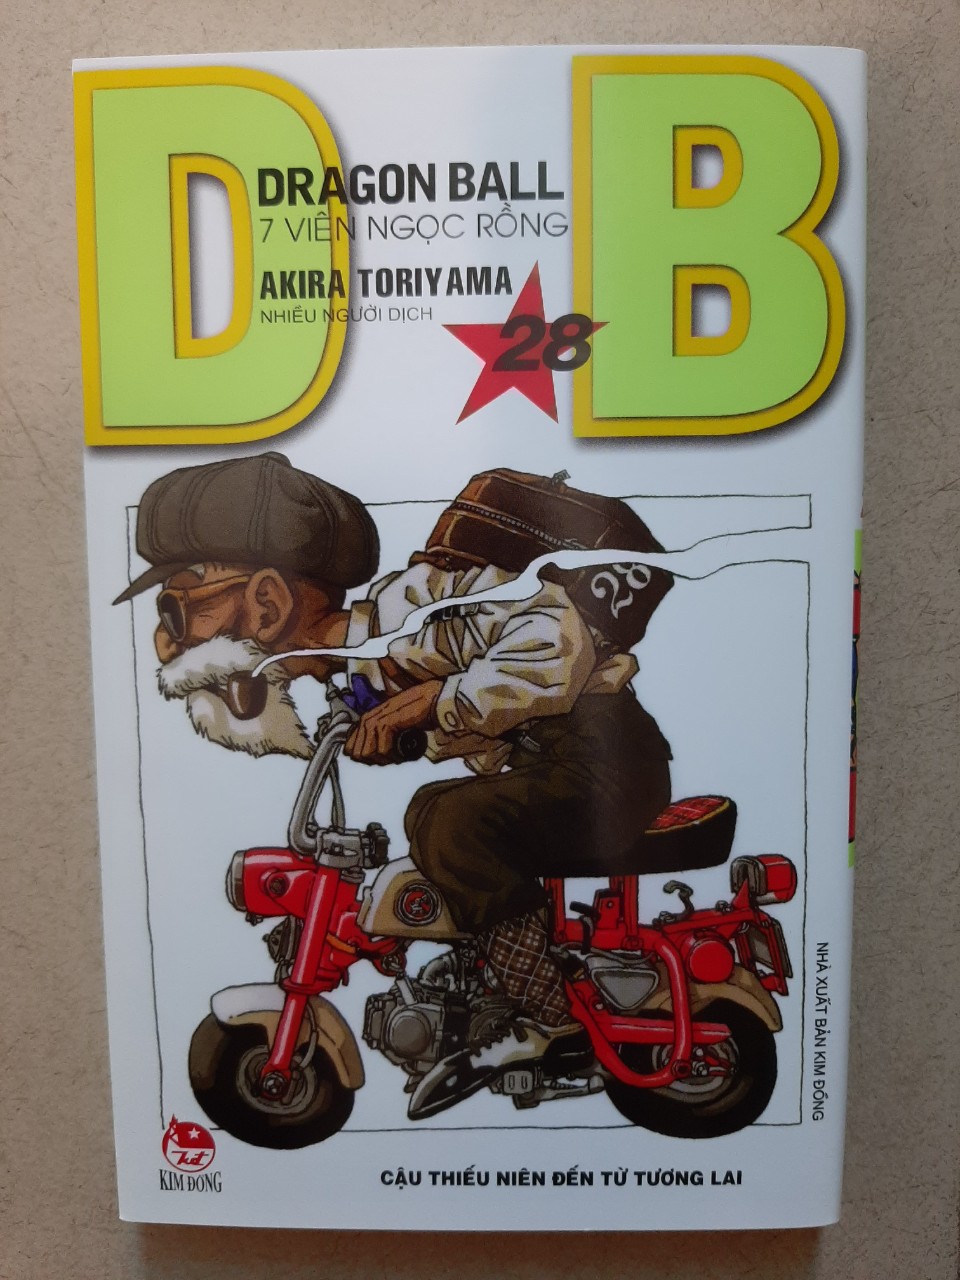 D B
DRAGON BALL
7 VIÊN NGỌC RỒNG
AKIRA TORIYAMA
NHIỀU NGƯỜI DỊCH
28
28
DB
NHÀ XUẤT BẢN KIM ĐỒNG
KIM ĐỒNG
CẬU THIẾU NIÊN ĐẾN TỪ TƯƠNG LAI